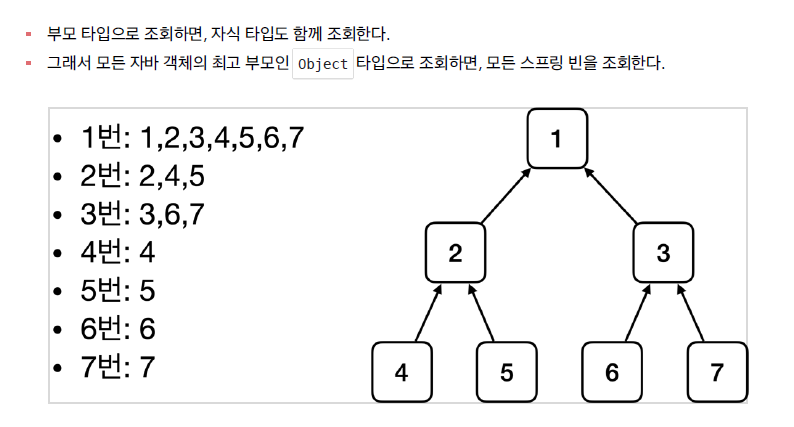 부모 타입으로 조회하면, 자식 타입도 함께 조회한다.
그래서 모든 자바 객체의 최고 부모인 Object 타입으로 조회하면, 모든 스프링 빈을 조회한다.
• 1번: 1,2,3,4,5,6,7
• 2번: 2,4,5
• 3번: 3,6,7
• 4번: 4
• 5번: 5
• 6번: 6
• 7번: 7
1
2 3
4 5 6 7